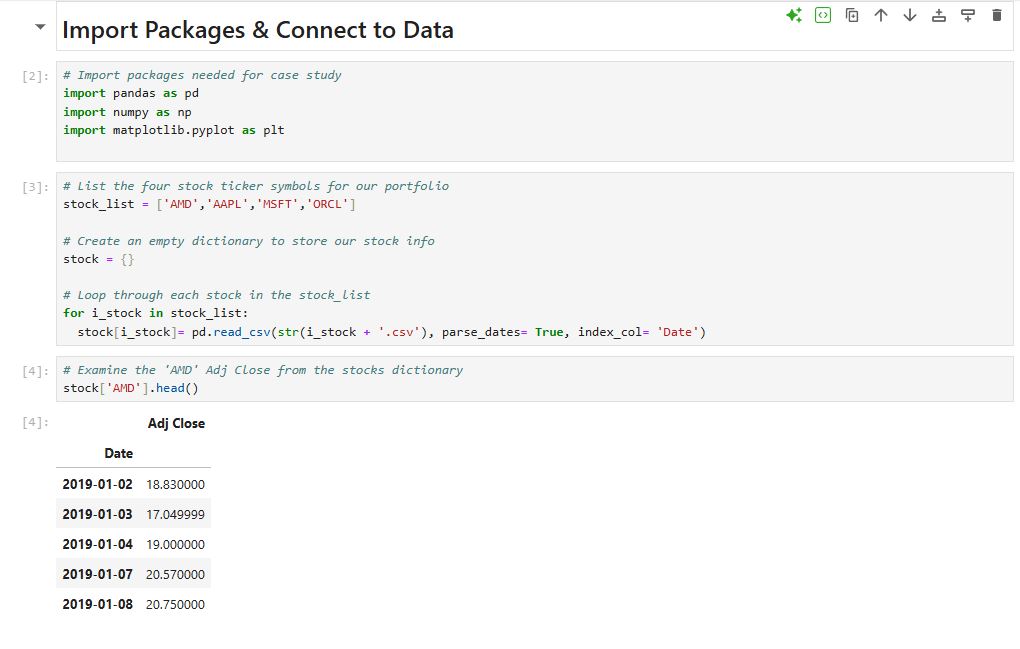 Import Packages & Connect to Data
[2]:
# Import packages needed for case study
import pandas as pd
import numpy as np
import matplotlib.pyplot as plt
[3]:
# List the four stock ticker symbols for our portfolio
stock_list = ['AMD','AAPL','MSFT','ORCL']
# Create an empty dictionary to store our stock info
stock = {}
# Loop through each stock in the stock_list
for i_stock in stock_list:
  stock[i_stock]= pd.read_csv(str(i_stock + '.csv'), parse_dates= True, index_col= 'Date')
[4]:
# Examine the 'AMD' Adj Close from the stocks dictionary
stock['AMD'].head()
[4]:
Adj Close
Date
2019-01-02 18.830000
2019-01-03 17.049999
2019-01-04 19.000000
2019-01-07 20.570000
2019-01-08 20.750000